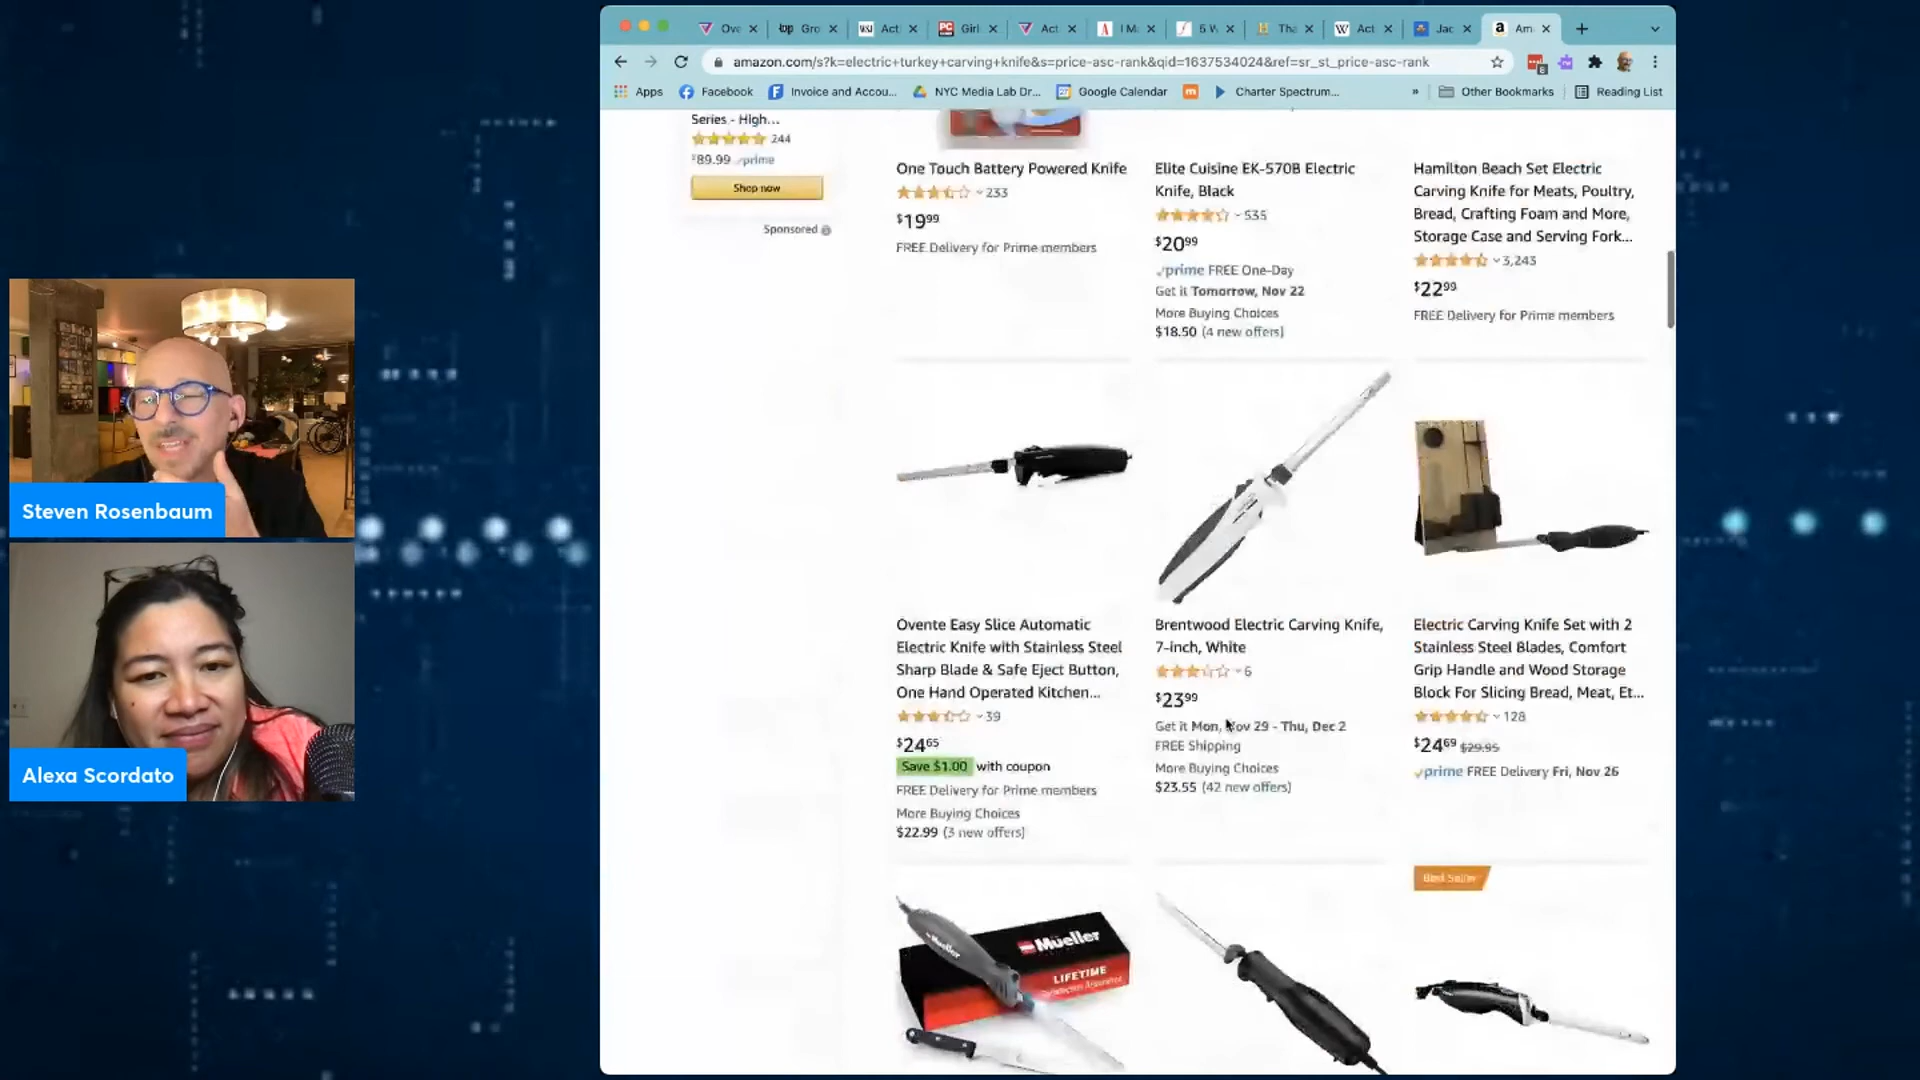 Ove
Gro
Act
Girl
Act
I M
5 W
Tha
Act
Jac
Am
amazon.com/s?k=electric+turkey+carving+knife&s=price-asc-rank&qid=1637534024&ref=sr_st_price-asc-rank
Apps
Facebook
Invoice and Accou...
NYC Media Lab Dr...
Google Calendar
Charter Spectrum...
»
Other Bookmarks
Reading List
Series - High...
244
$89.99 prime
Shop now
Sponsored
One Touch Battery Powered Knife
233
$19.99
FREE Delivery for Prime members
Elite Cuisine EK-570B Electric
Knife, Black
535
$20.99
prime FREE One-Day
Get it Tomorrow, Nov 22
More Buying Choices
$18.50 (4 new offers)
Hamilton Beach Set Electric
Carving Knife for Meats, Poultry,
Bread, Crafting Foam and More,
Storage Case and Serving Fork...
3,243
$22.99
FREE Delivery for Prime members
Ovente Easy Slice Automatic
Electric Knife with Stainless Steel
Sharp Blade & Safe Eject Button,
One Hand Operated Kitchen...
39
$24.65
Save $1.00 with coupon
FREE Delivery for Prime members
More Buying Choices
$22.99 (3 new offers)
Brentwood Electric Carving Knife,
7-inch, White
6
$23.99
Get it Mon, Nov 29 - Thu, Dec 2
FREE Shipping
More Buying Choices
$23.55 (42 new offers)
Electric Carving Knife Set with 2
Stainless Steel Blades, Comfort
Grip Handle and Wood Storage
Block For Slicing Bread, Meat, Et...
128
$24.69 $29.95
prime FREE Delivery Fri, Nov 26
Best Seller
Mueller
LIFETIME
Steven Rosenbaum
Alexa Scordato